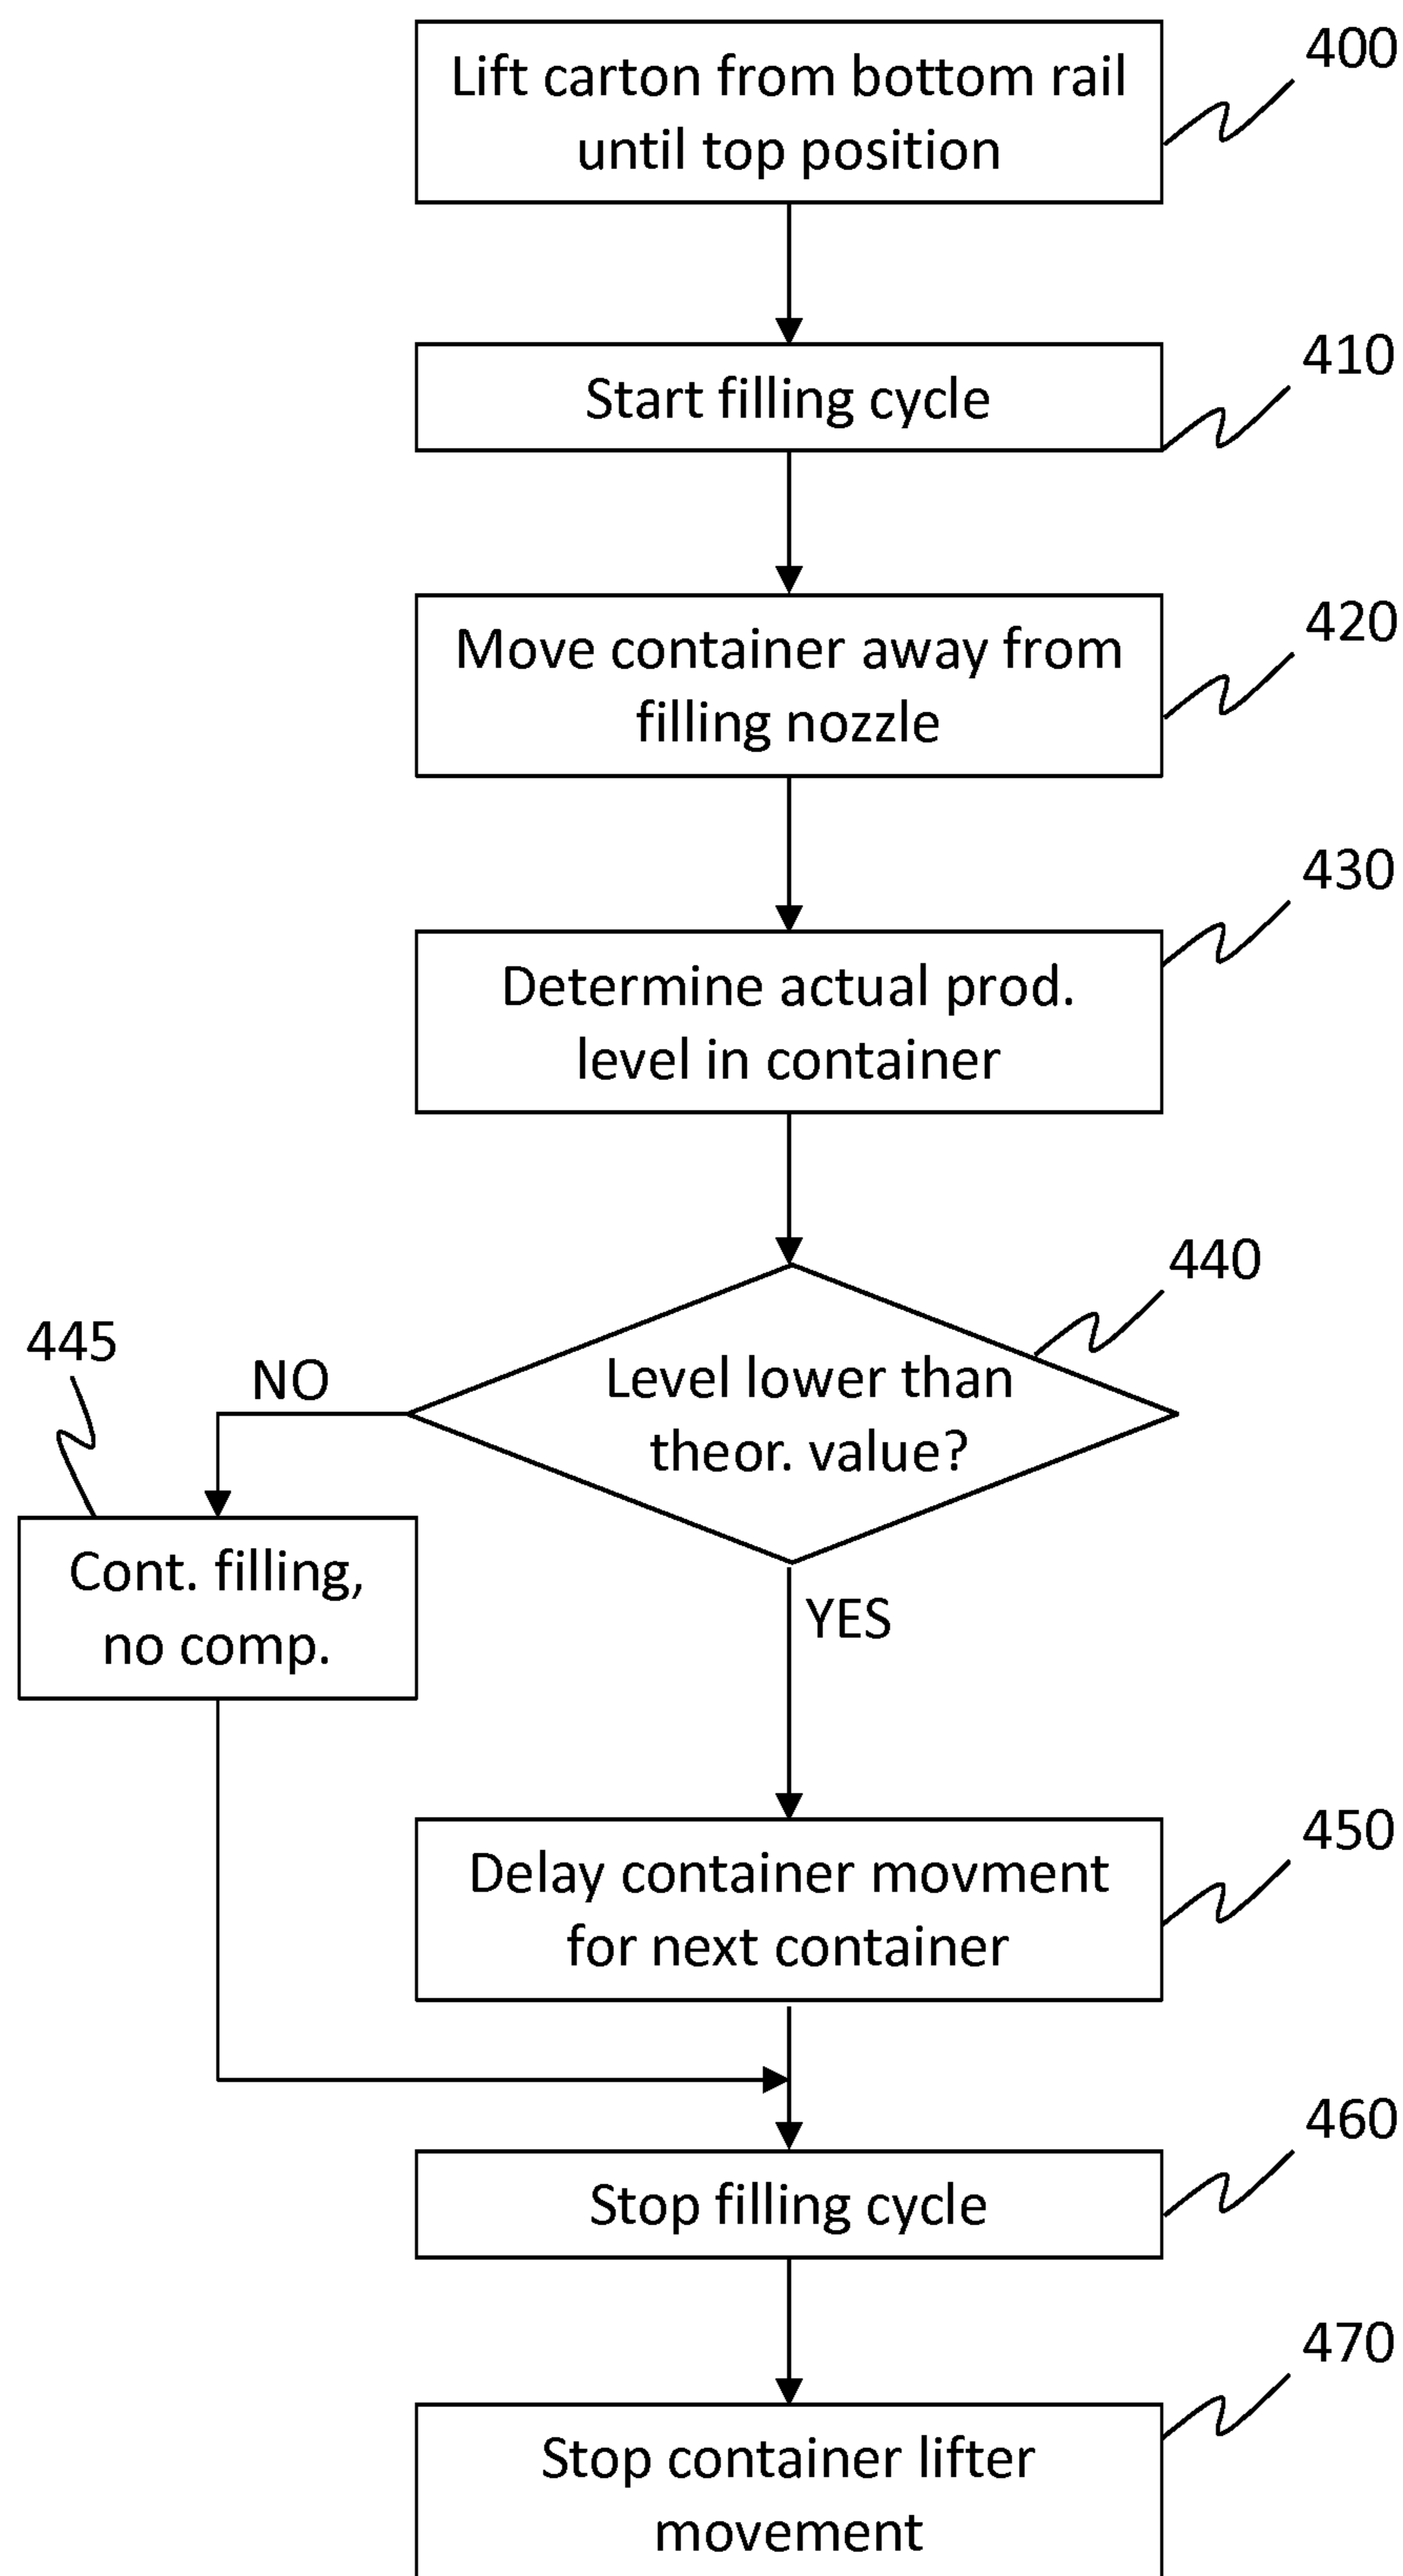 Lift carton from bottom rail
until top position
400
Start filling cycle
410
Move container away from
filling nozzle
420
Determine actual prod.
level in container
430
Level lower than
theor. value?
440
NO
445
Cont. filling,
no comp.
YES
Delay container movment
for next container
450
Stop filling cycle
460
Stop container lifter
movement
470